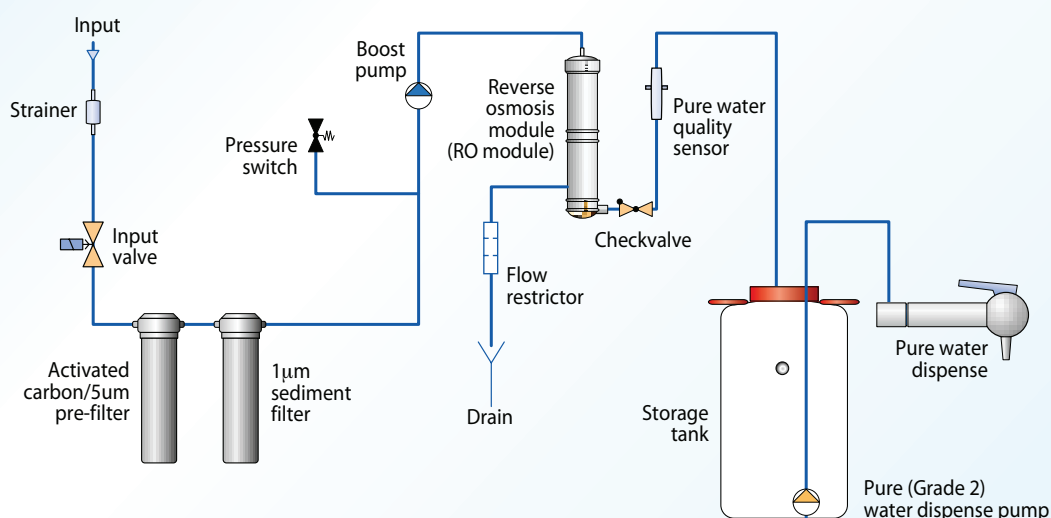 Input
Strainer
Input
valve
Activated
carbon/5um
pre-filter
1μm
sediment
filter
Pressure
switch
Boost
pump
Reverse
osmosis
module
(RO module)
Flow
restrictor
Drain
Checkvalve
Pure water
quality
sensor
Storage
tank
Pure water
dispense
Pure (Grade 2)
water dispense pump